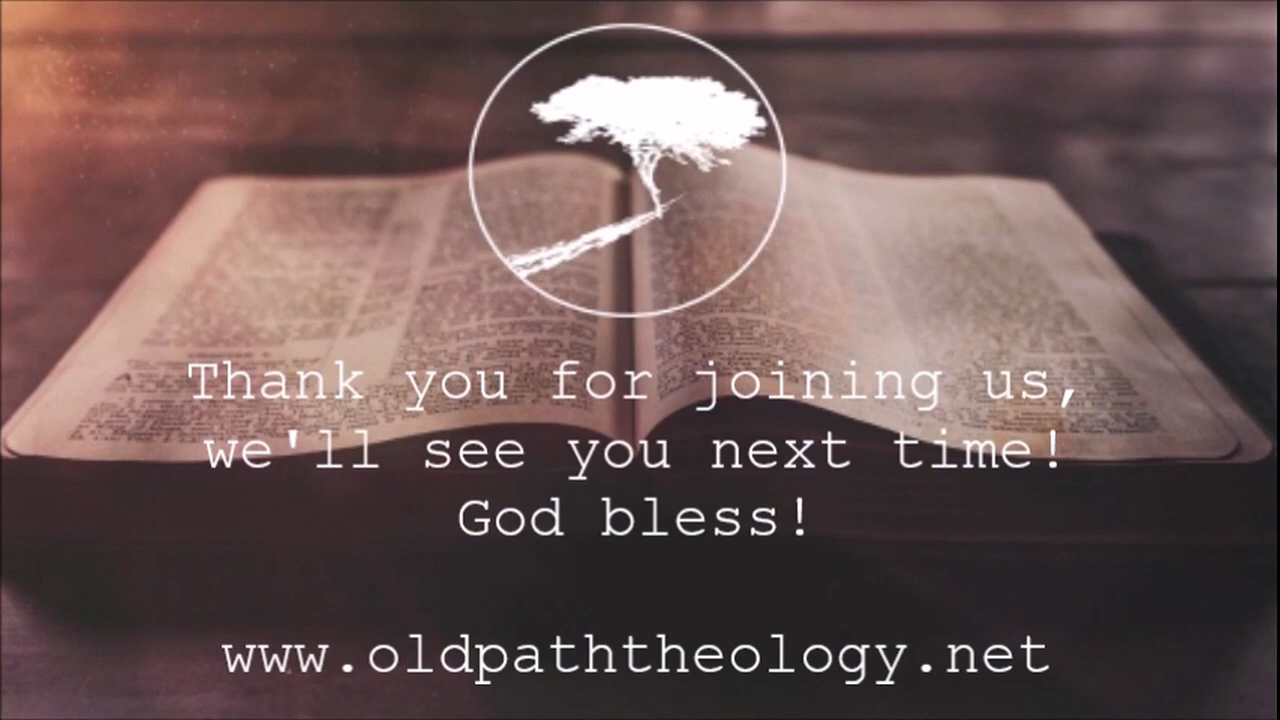 Thank you for joining us,
we'll see you next time!
God bless!
www.oldpaththeology.net